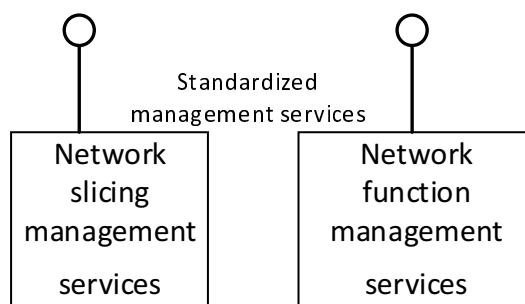 Standardized
management services
Network
slicing
management
services
Network
function
management
services